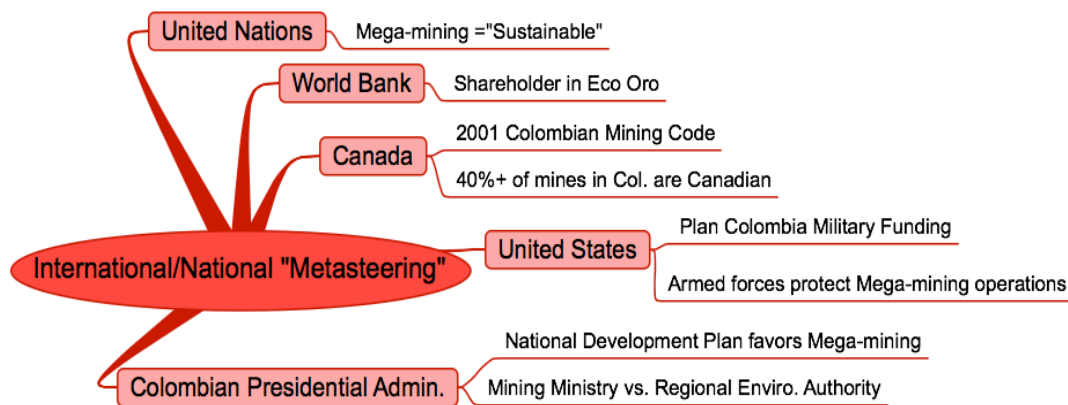 United Nations
Mega-mining ="Sustainable"
World Bank
Shareholder in Eco Oro
Canada
2001 Colombian Mining Code
40%+ of mines in Col. are Canadian
International/National "Metasteering"
United States
Plan Colombia Military Funding
Armed forces protect Mega-mining operations
Colombian Presidential Admin.
National Development Plan favors Mega-mining
Mining Ministry vs. Regional Enviro. Authority